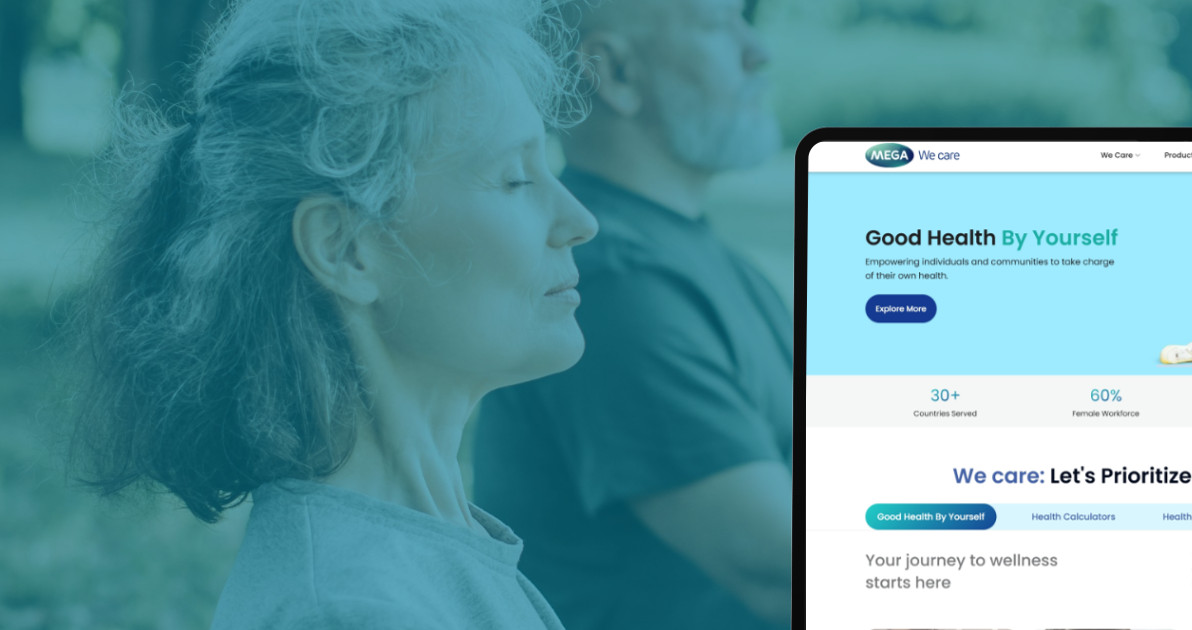 MEGA We care
We Care
Product
Good Health By Yourself
Empowering individuals and communities to take charge
of their own health.
Explore More
30+
60%
Countries Served
Female Workforce
We care: Let's Prioritize
Good Health By Yourself
Health Calculators
Health
Your journey to wellness
starts here